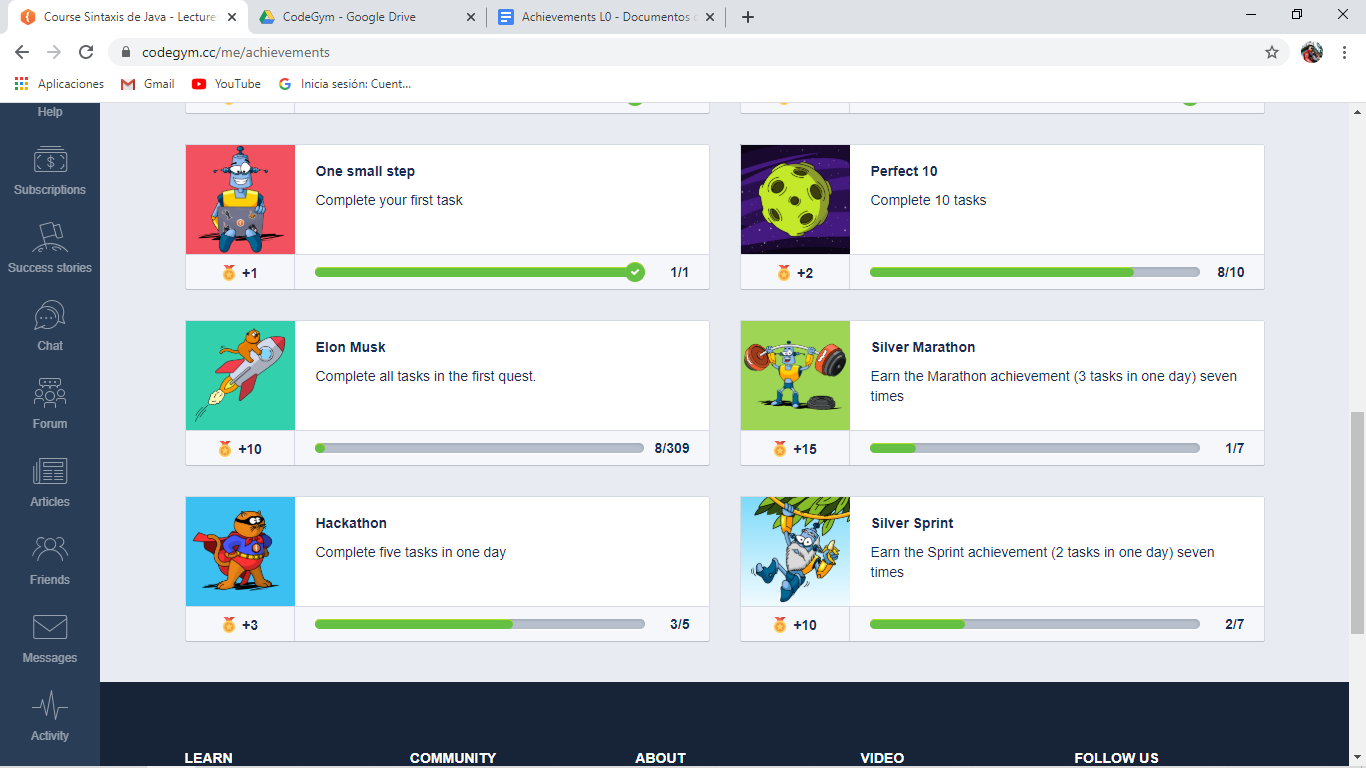 Course Sintaxis de Java - Lecture
CodeGym - Google Drive
Achievements L0 - Documentos
codegym.cc/me/achievements
Aplicaciones
Gmail
YouTube
Inicia sesión: Cuent...
Help
Subscriptions
Success stories
Chat
Forum
Articles
Friends
Messages
Activity
One small step
Complete your first task
+1
1/1
Perfect 10
Complete 10 tasks
+2
8/10
Elon Musk
Complete all tasks in the first quest.
+10
8/309
Silver Marathon
Earn the Marathon achievement (3 tasks in one day) seven
times
+15
1/7
Hackathon
Complete five tasks in one day
+3
3/5
Silver Sprint
Earn the Sprint achievement (2 tasks in one day) seven
times
+10
2/7
LEARN
COMMUNITY
ABOUT
VIDEO
FOLLOW US